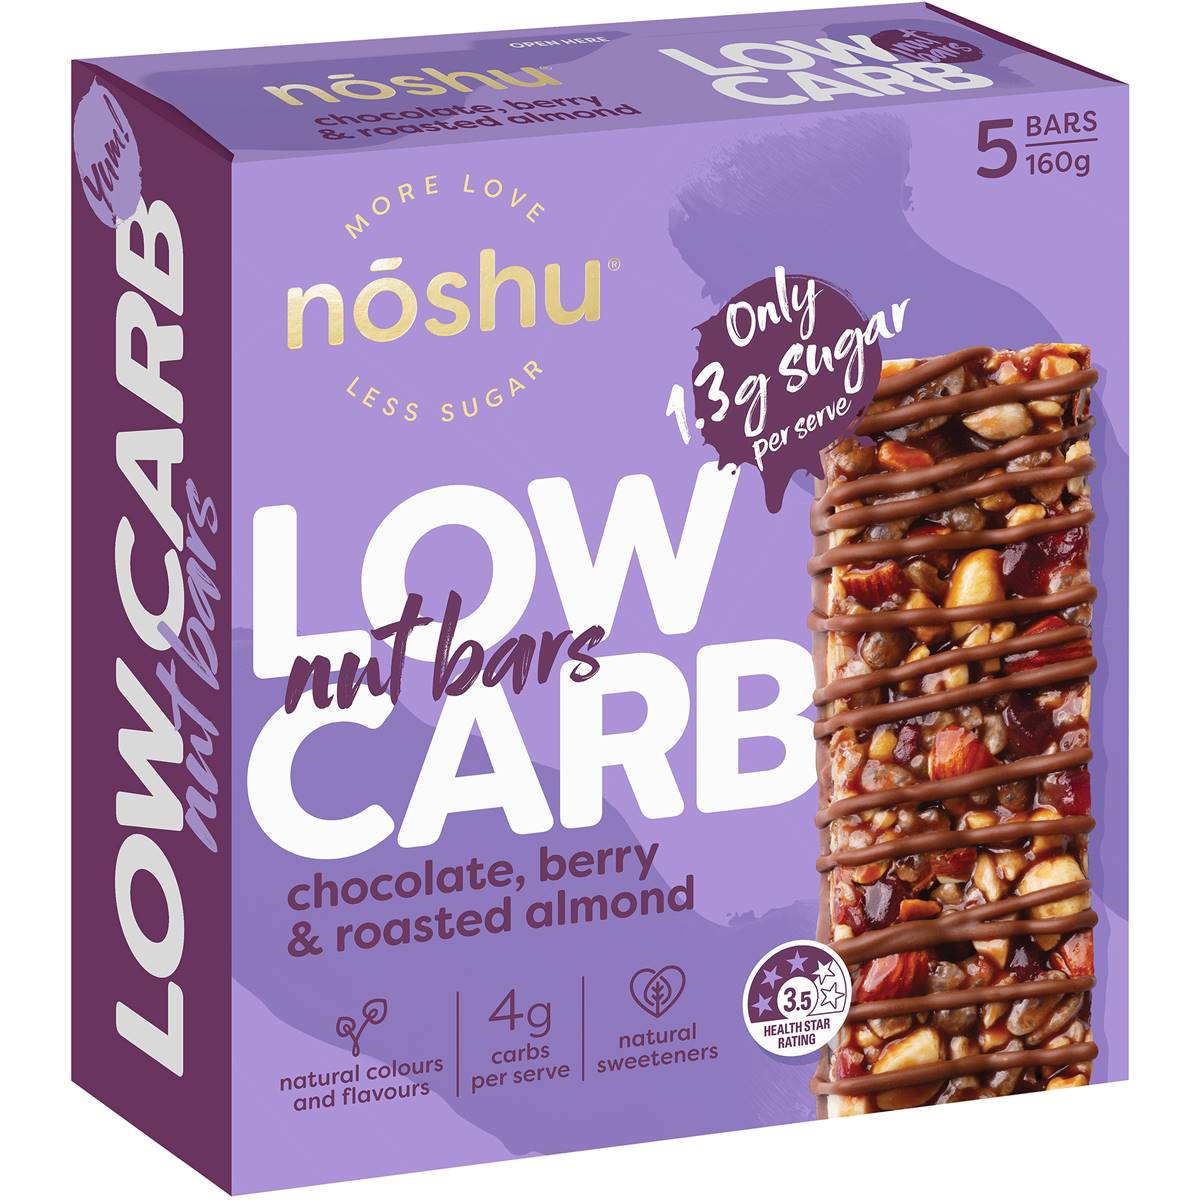 OPEN HERE
nōshu®
chocolate, berry
& roasted almond
LOW
CARB
nut
bars
Yum!
LOW CARB
nut bars
5 BARS
160g
MORE LOVE
nōshu®
LESS SUGAR
Only
1.3g sugar
per serve
LOW
nut bars
CARB
chocolate, berry
& roasted almond
natural colours
and flavours
4g
carbs
per serve
natural
sweeteners
3.5
HEALTH STAR
RATING